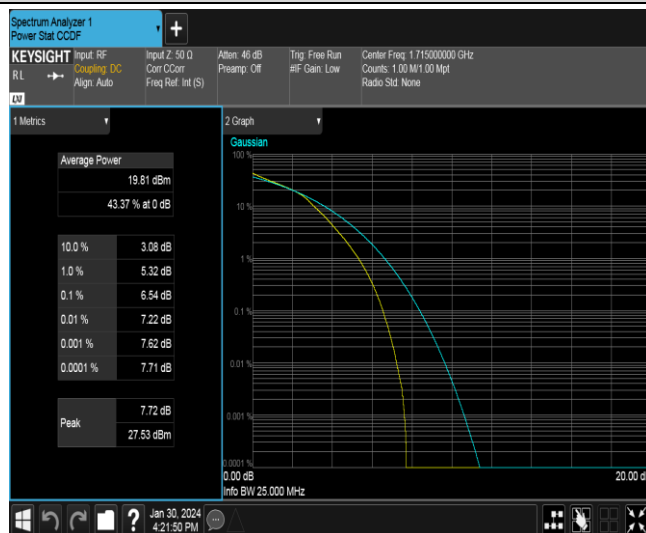 Spectrum Analyzer 1
Power Stat CCDF
+
KEYSIGHT
RL
LXI
Input: RF
Coupling: DC
Align: Auto
Input Z: 50 Ω
Corr CCorr
Freq Ref: Int (S)
Atten: 46 dB
Preamp: Off
Trig: Free Run
#IF Gain: Low
Center Freq: 1.715000000 GHz
Counts: 1.00 M/1.00 Mpt
Radio Std: None
1 Metrics
Average Power
19.81 dBm
43.37 % at 0 dB
10.0 % 3.08 dB
1.0 % 5.32 dB
0.1 % 6.54 dB
0.01 % 7.22 dB
0.001 % 7.62 dB
0.0001 % 7.71 dB
Peak
7.72 dB
27.53 dBm
2 Graph
Gaussian
100 %
10 %
1 %
0.1 %
0.01 %
0.001 %
0.0001 %
0.00 dB
20.00 d
Info BW 25.000 MHz
?
Jan 30, 2024
4:21:50 PM